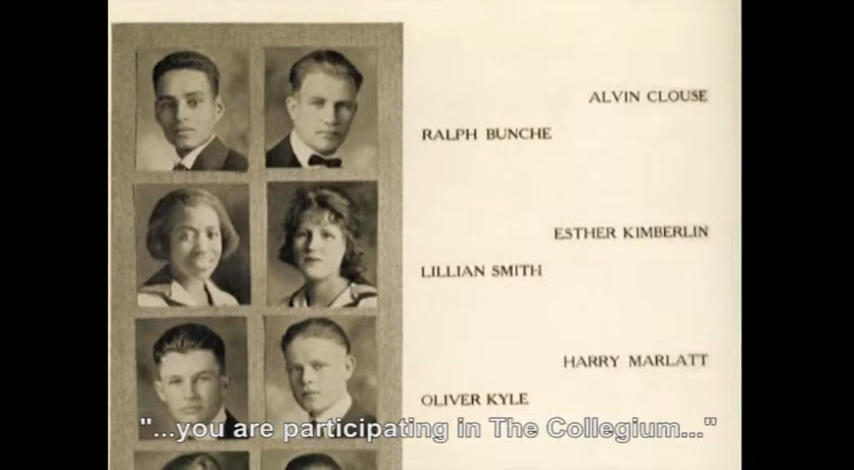 ALVIN CLOUSE
RALPH BUNCHE
ESTHER KIMBERLIN
LILLIAN SMITH
HARRY MARLATT
OLIVER KYLE
"...you are participating in The Collegium..."